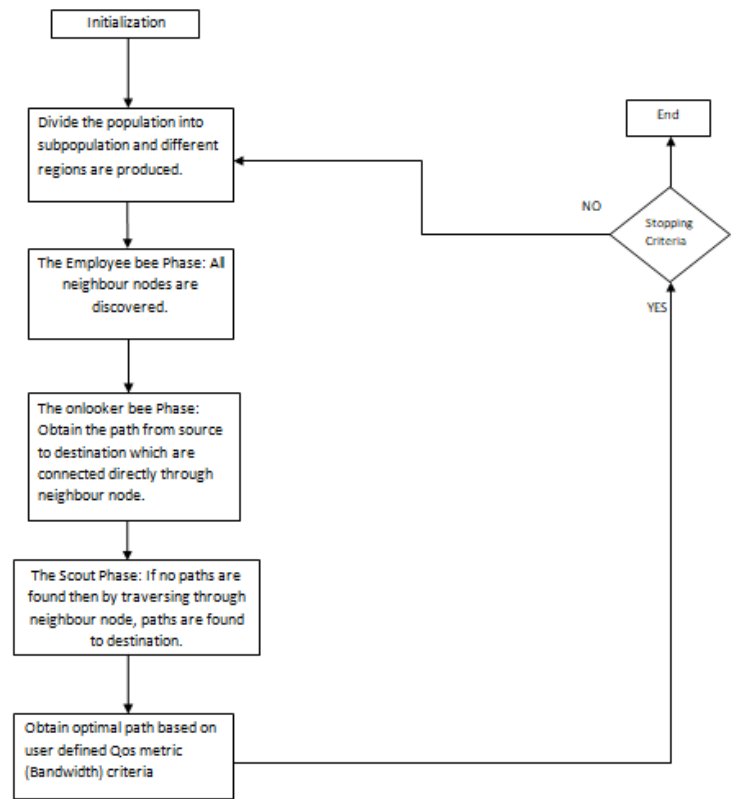 Initialization
Divide the population into
subpopulation and different
regions are produced.
The Employee bee Phase: All
neighbour nodes are
discovered.
The onlooker bee Phase:
Obtain the path from source
to destination which are
connected directly through
neighbour node.
The Scout Phase: If no paths are
found then by traversing through
neighbour node, paths are found
to destination.
Obtain optimal path based on
user defined Qos metric
(Bandwidth) criteria
End
NO
Stopping
Criteria
YES